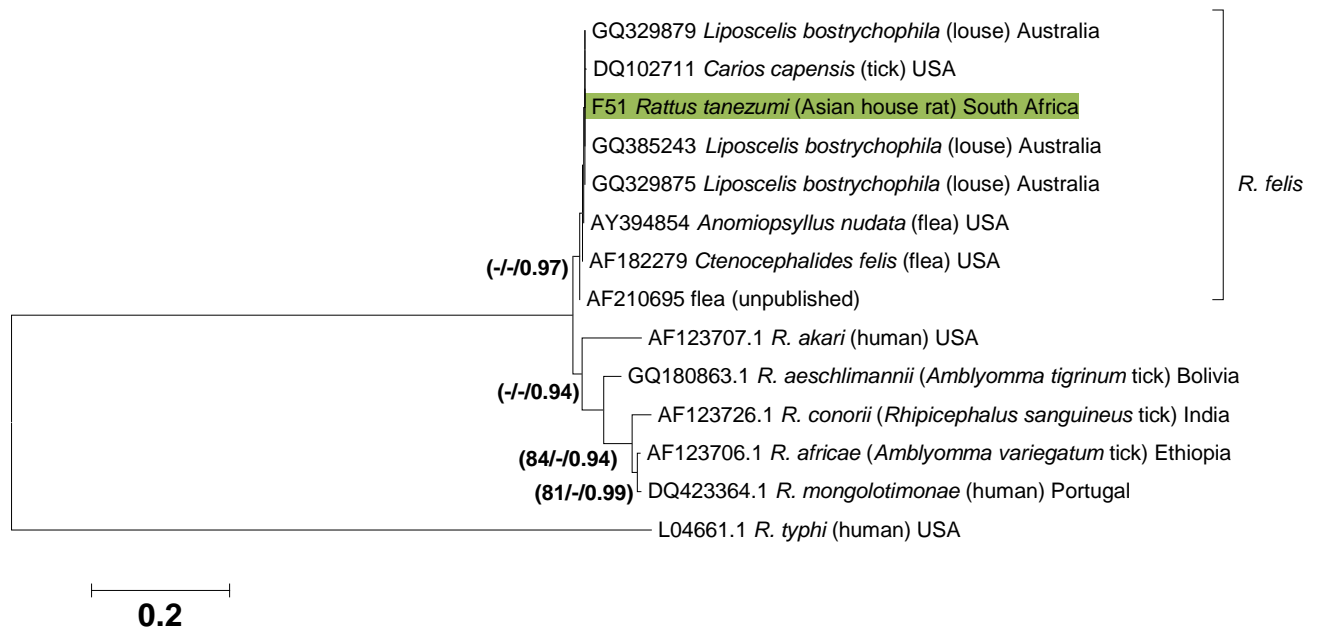 GQ329879 Liposcelis bostrychophila (louse) Australia
DQ102711 Carios capensis (tick) USA
F51 Rattus tanezumi (Asian house rat) South Africa
GQ385243 Liposcelis bostrychophila (louse) Australia
GQ329875 Liposcelis bostrychophila (louse) Australia
R. felis
AY394854 Anomiopsyllus nudata (flea) USA
AF182279 Ctenocephalides felis (flea) USA
(-/-/0.97)
AF210695 flea (unpublished)
AF123707.1 R. akari (human) USA
GQ180863.1 R. aeschlimannii (Amblyomma tigrinum tick) Bolivia
(-/-/0.94)
AF123726.1 R. conorii (Rhipicephalus sanguineus tick) India
AF123706.1 R. africae (Amblyomma variegatum tick) Ethiopia
(84/-/0.94)
(81/-/0.99)
DQ423364.1 R. mongolotimonae (human) Portugal
L04661.1 R. typhi (human) USA
0.2